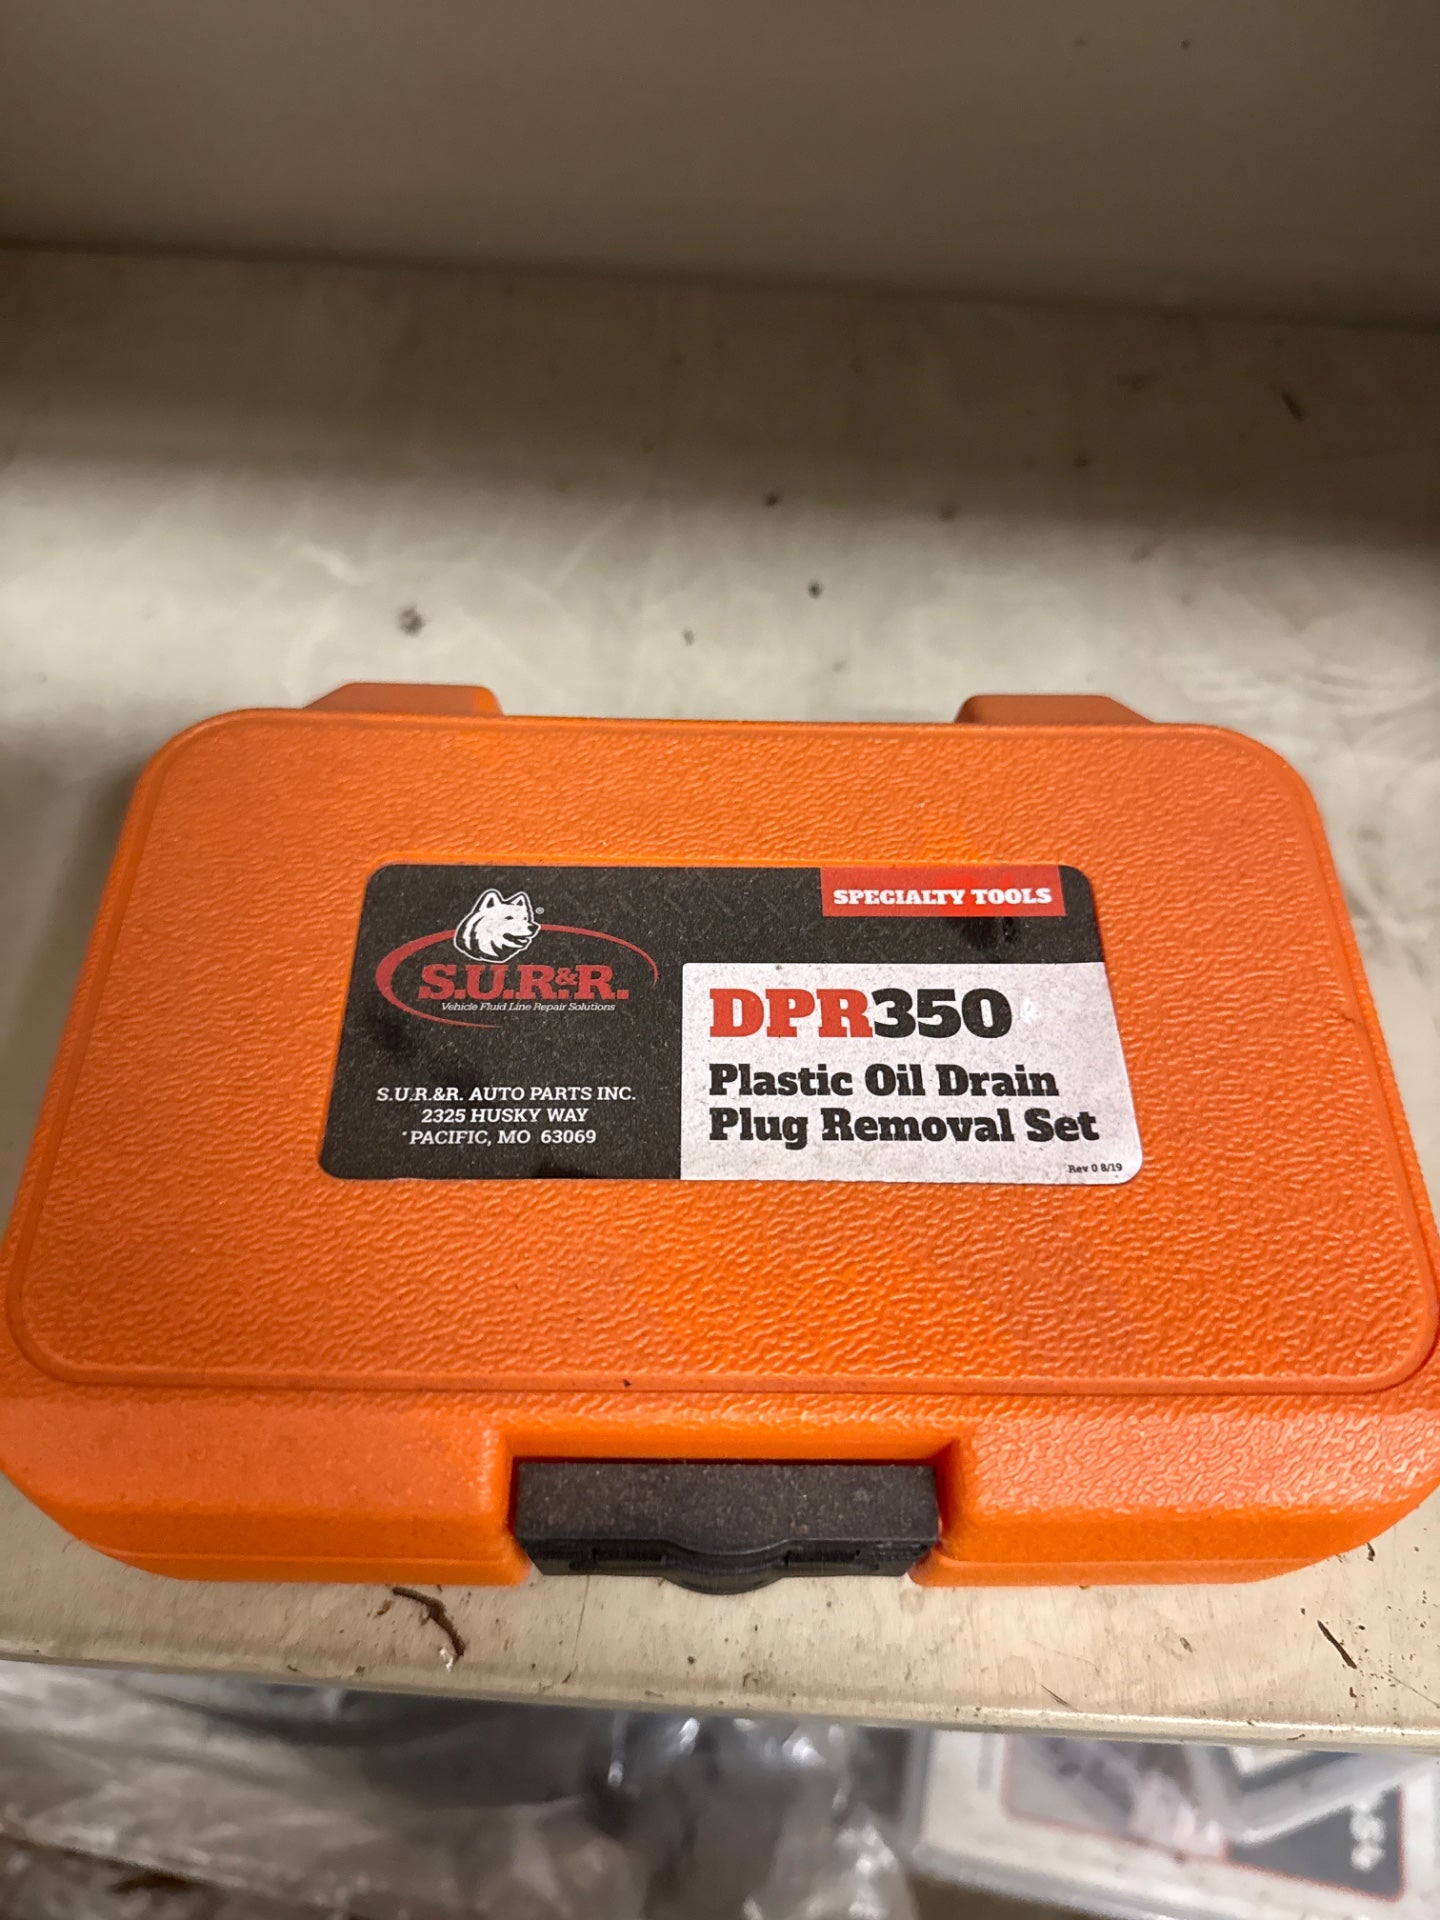 SPECIALTY TOOLS
S.U.R.&R.
®
Vehicle Fluid Line Repair Solutions
S.U.R.&R. AUTO PARTS INC.
2325 HUSKY WAY
PACIFIC, MO 63069
DPR350
Plastic Oil Drain
Plug Removal Set
Rev 0 8/19